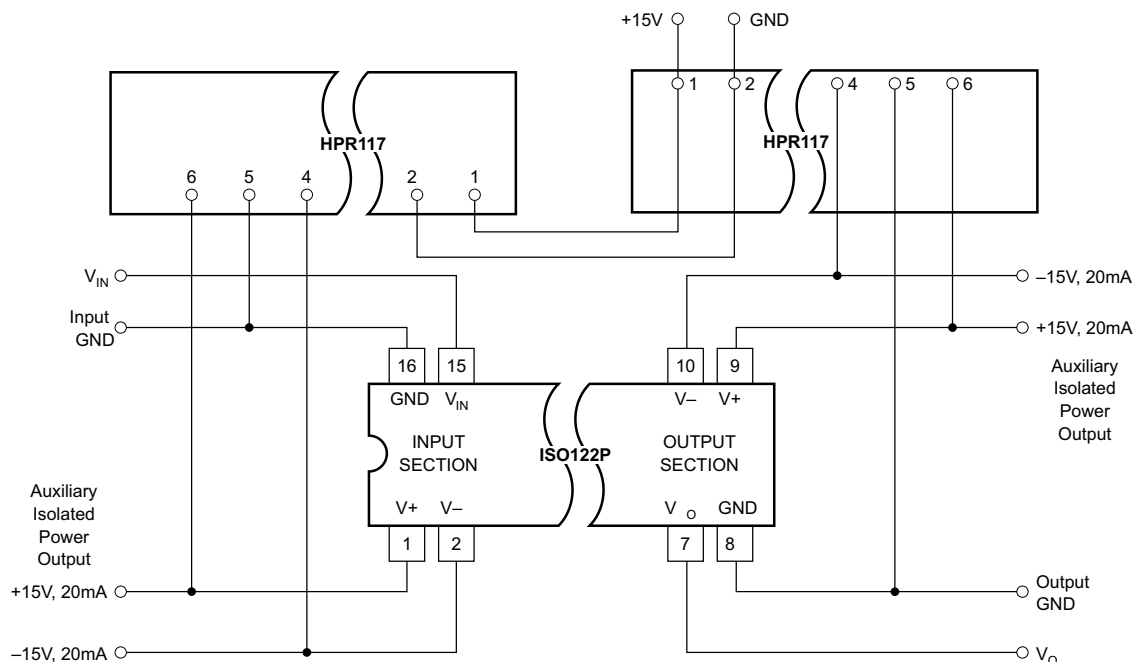 +15V GND
1 2 4 5 6
HPR117 HPR117
6 5 4 2 1
V_IN –15V, 20mA
Input
GND
+15V, 20mA
16 15 10 9
GND V_IN V– V+
Auxiliary
Isolated
Power
Output
INPUT
SECTION
ISO122P
OUTPUT
SECTION
Auxiliary
Isolated
Power
Output
V+ V– V_O GND
1 2 7 8
+15V, 20mA
Output
GND
–15V, 20mA
V_O